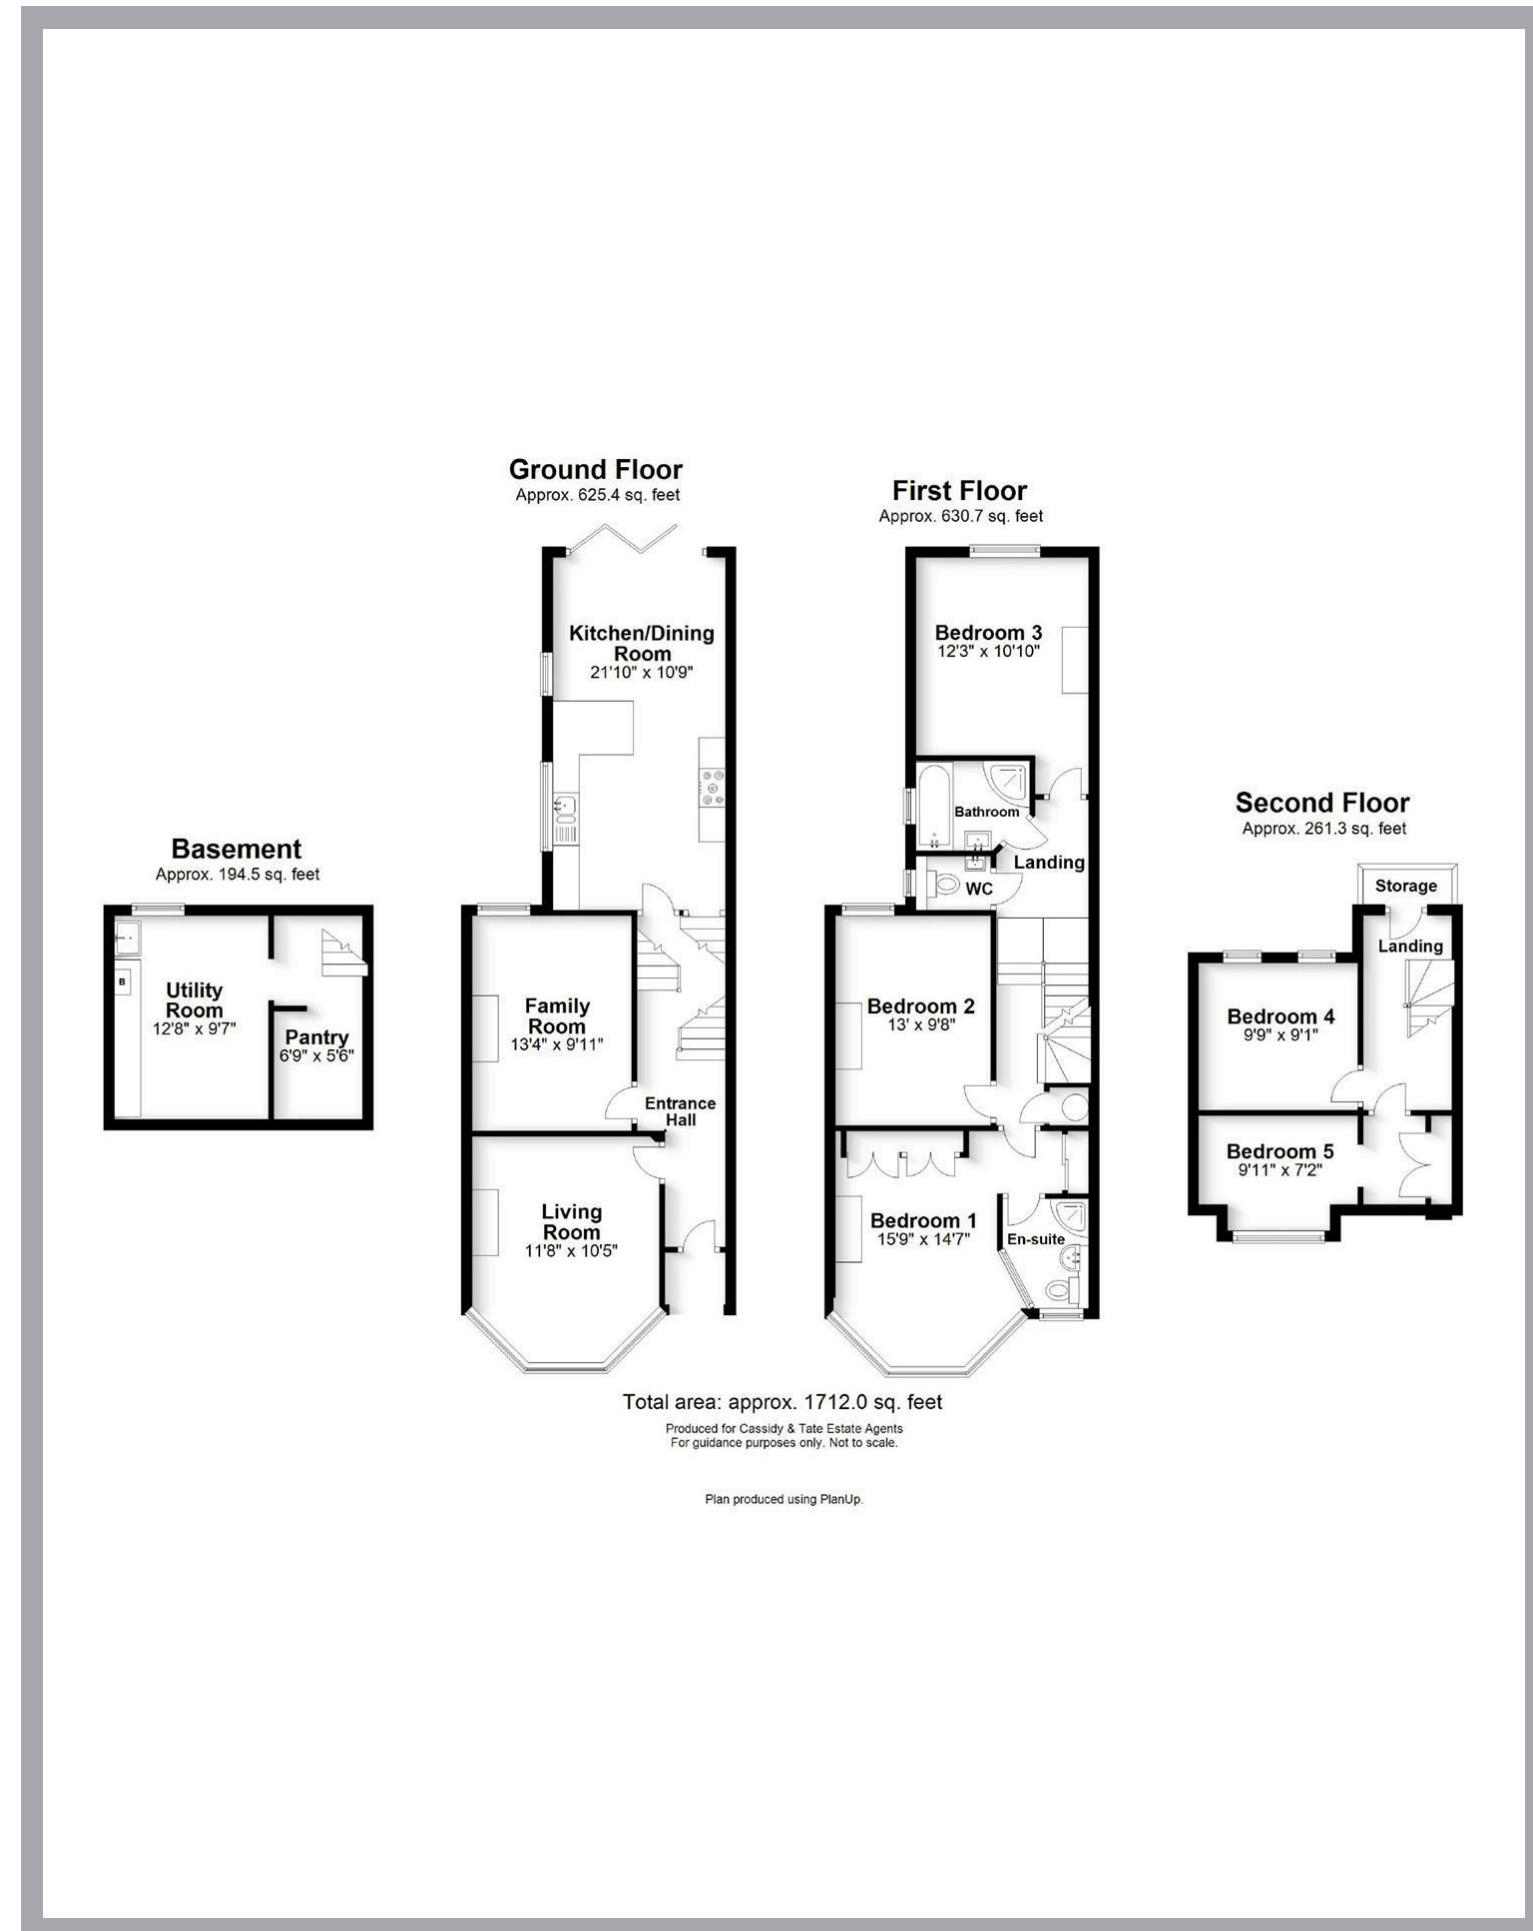 Ground Floor
Approx. 625.4 sq. feet
Kitchen/Dining
Room
21'10" x 10'9"
Family
Room
13'4" x 9'11"
Entrance
Hall
Living
Room
11'8" x 10'5"
First Floor
Approx. 630.7 sq. feet
Bedroom 3
12'3" x 10'10"
Bathroom
Landing
WC
Bedroom 2
13' x 9'8"
Bedroom 1
15'9" x 14'7"
En-suite
Second Floor
Approx. 261.3 sq. feet
Storage
Landing
Bedroom 4
9'9" x 9'1"
Bedroom 5
9'11" x 7'2"
Basement
Approx. 194.5 sq. feet
B
Utility
Room
12'8" x 9'7"
Pantry
6'9" x 5'6"
Total area: approx. 1712.0 sq. feet
Produced for Cassidy & Tate Estate Agents
For guidance purposes only. Not to scale.
Plan produced using PlanUp.